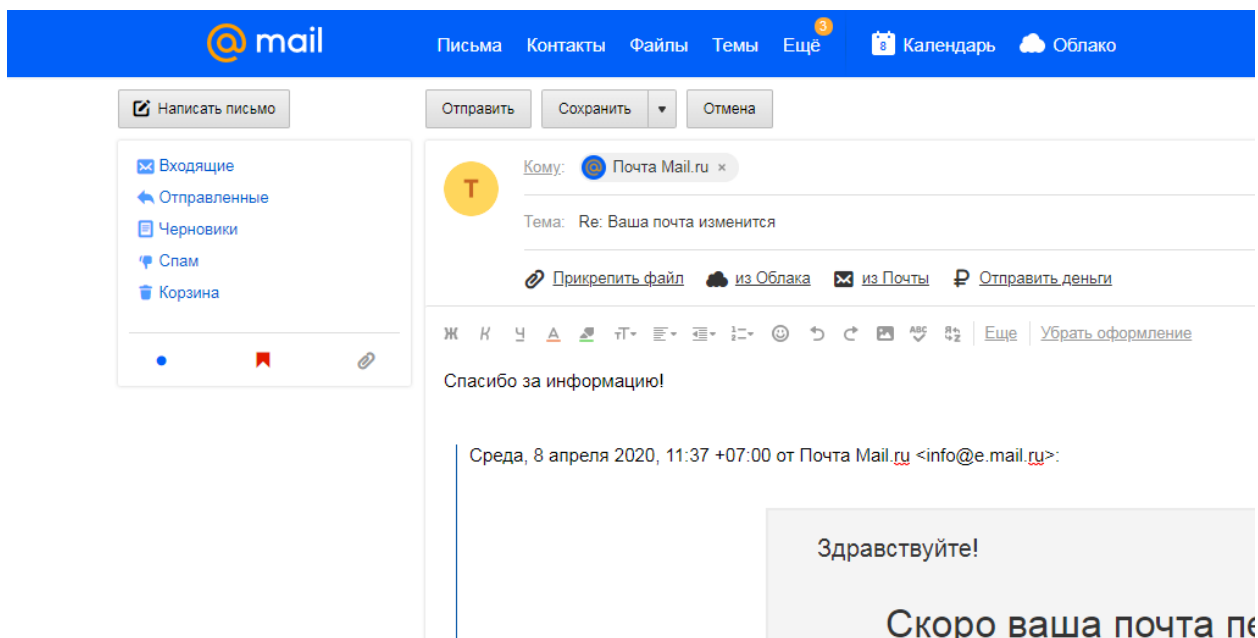 @ mail
Письма Контакты Файлы Темы Ещё 3 8 Календарь Облако
Написать письмо
Отправить Сохранить Отмена
Входящие
Отправленные
Черновики
Спам
Корзина
Т
Кому: Почта Mail.ru ×
Тема: Re: Ваша почта изменится
Прикрепить файл из Облака из Почты Отправить деньги
Ж К Ч А тТ ABC Еще Убрать оформление
Спасибо за информацию!
Среда, 8 апреля 2020, 11:37 +07:00 от Почта Mail.ru <info@e.mail.ru>:
Здравствуйте!
Скоро ваша почта пе